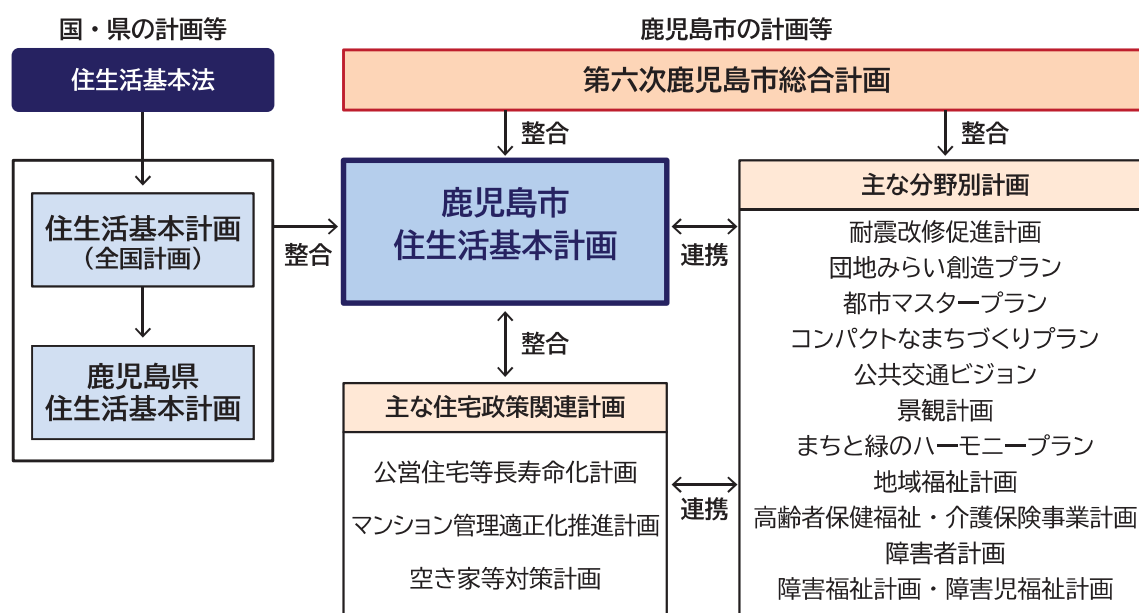 国・県の計画等
住生活基本法
住生活基本計画
（全国計画）
鹿児島県
住生活基本計画
整合
鹿児島市の計画等
第六次鹿児島市総合計画
整合
整合
鹿児島市
住生活基本計画
連携
整合
主な住宅政策関連計画
公営住宅等長寿命化計画
マンション管理適正化推進計画
空き家等対策計画
連携
主な分野別計画
耐震改修促進計画
団地みらい創造プラン
都市マスタープラン
コンパクトなまちづくりプラン
公共交通ビジョン
景観計画
まちと緑のハーモニープラン
地域福祉計画
高齢者保健福祉・介護保険事業計画
障害者計画
障害福祉計画・障害児福祉計画